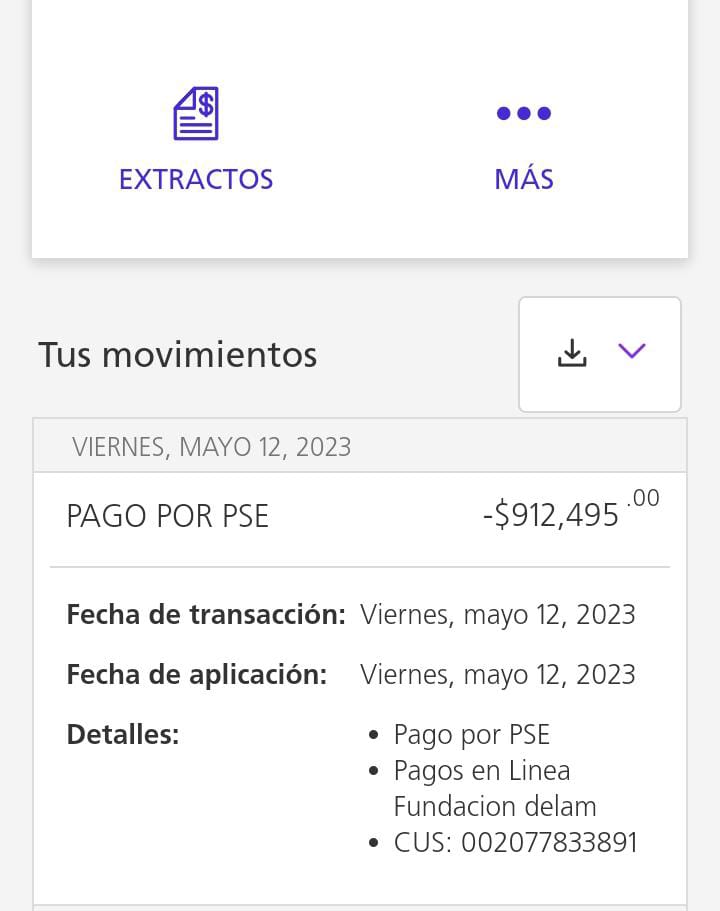 EXTRACTOS
MÁS
Tus movimientos
VIERNES, MAYO 12, 2023
PAGO POR PSE -$912,495 .00
Fecha de transacción: Viernes, mayo 12, 2023
Fecha de aplicación: Viernes, mayo 12, 2023
Detalles: • Pago por PSE
• Pagos en Linea
Fundacion delam
• CUS: 002077833891